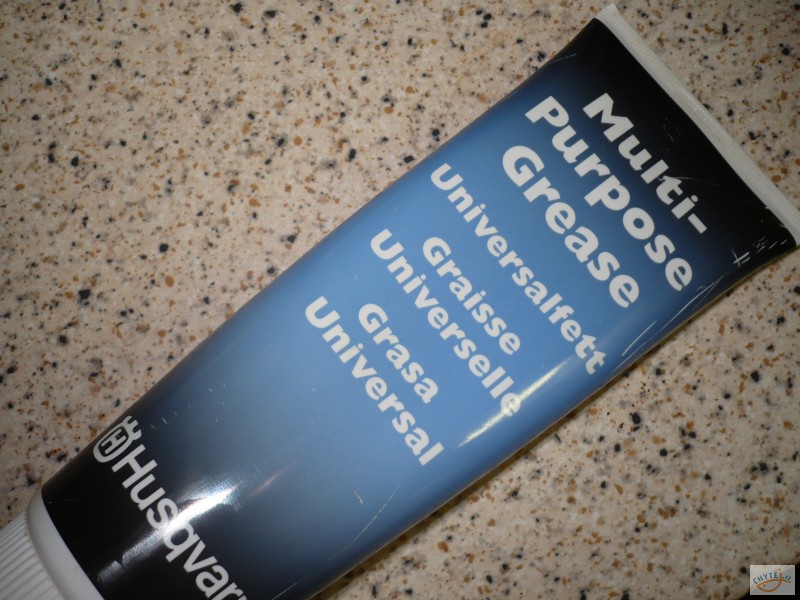 Multi-
Purpose
Grease
Universalfett
Graisse
Universelle
Grasa
Universal
Husqvar